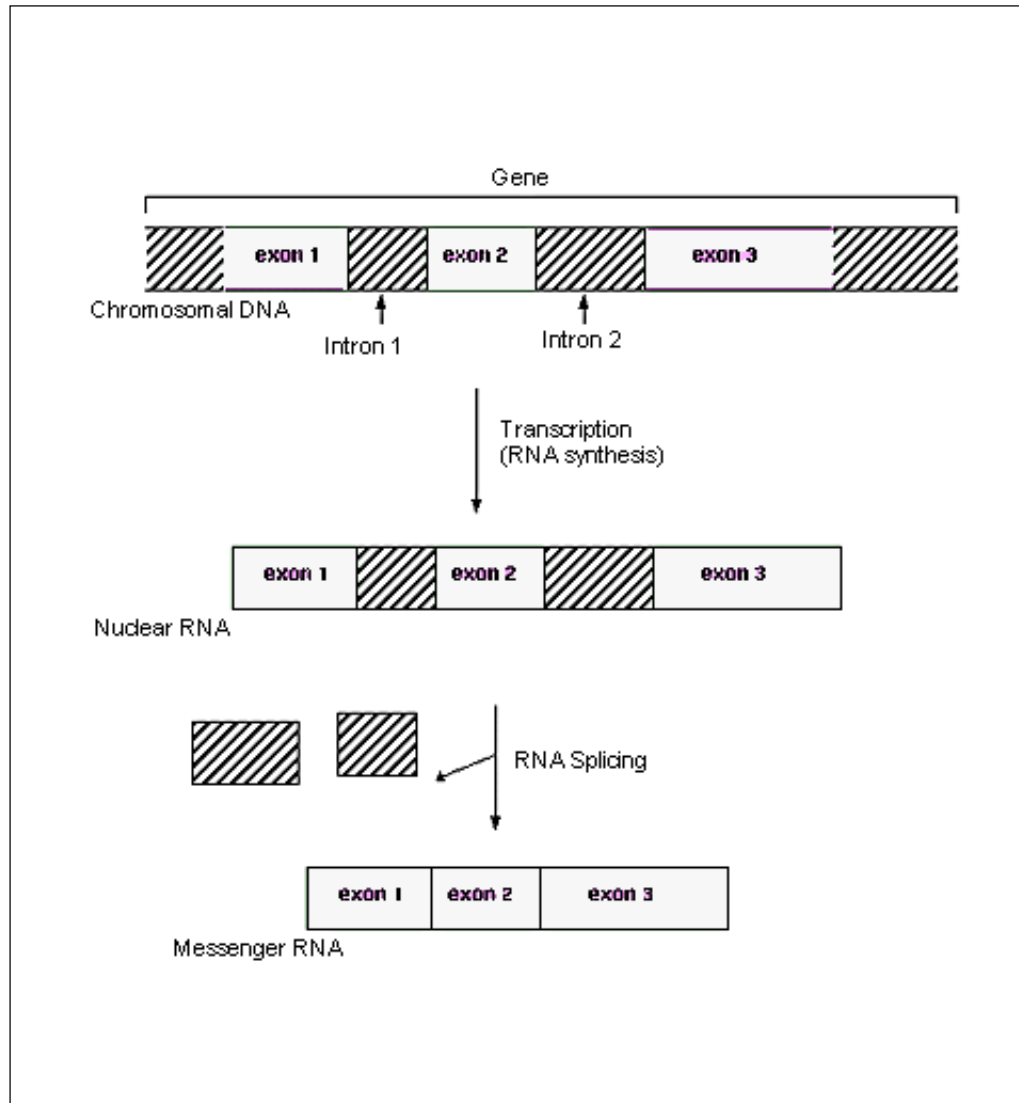 Gene
exon 1 exon 2 exon 3
Chromosomal DNA
Intron 1 Intron 2
Transcription
(RNA synthesis)
exon 1 exon 2 exon 3
Nuclear RNA
RNA Splicing
exon 1 exon 2 exon 3
Messenger RNA